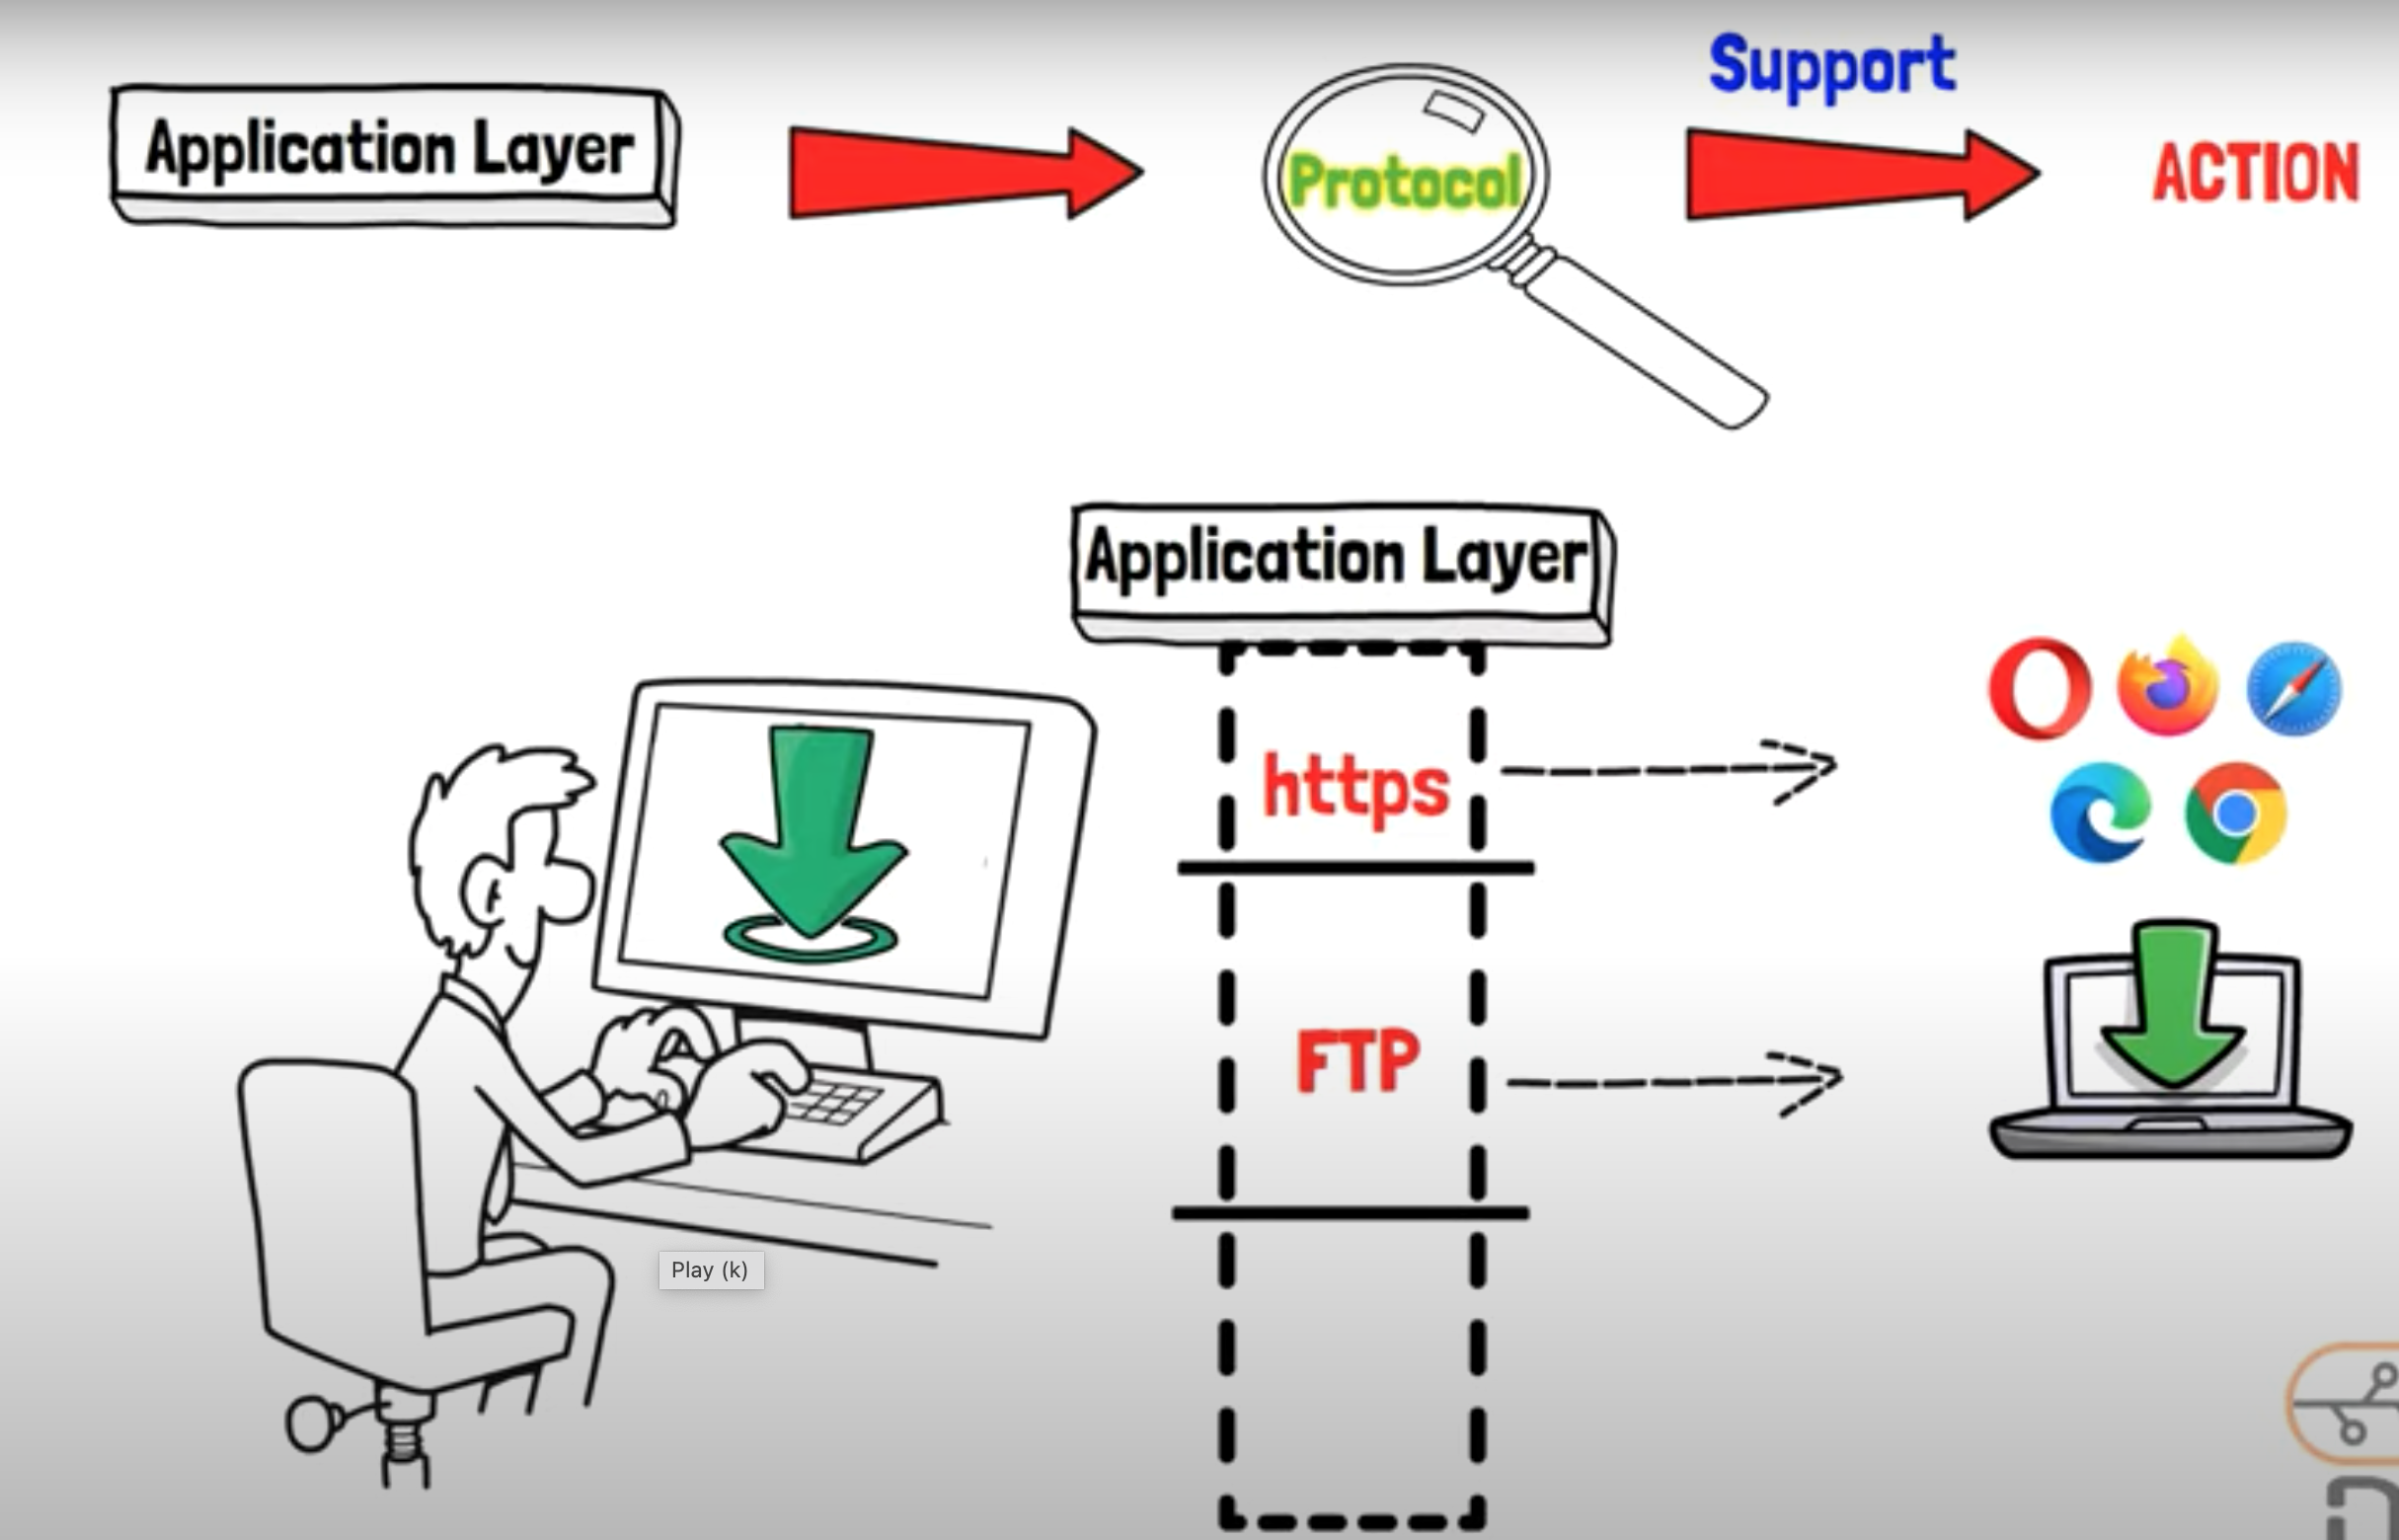 Support
Application Layer
Protocol
ACTION
Application Layer
https
FTP
Play (k)